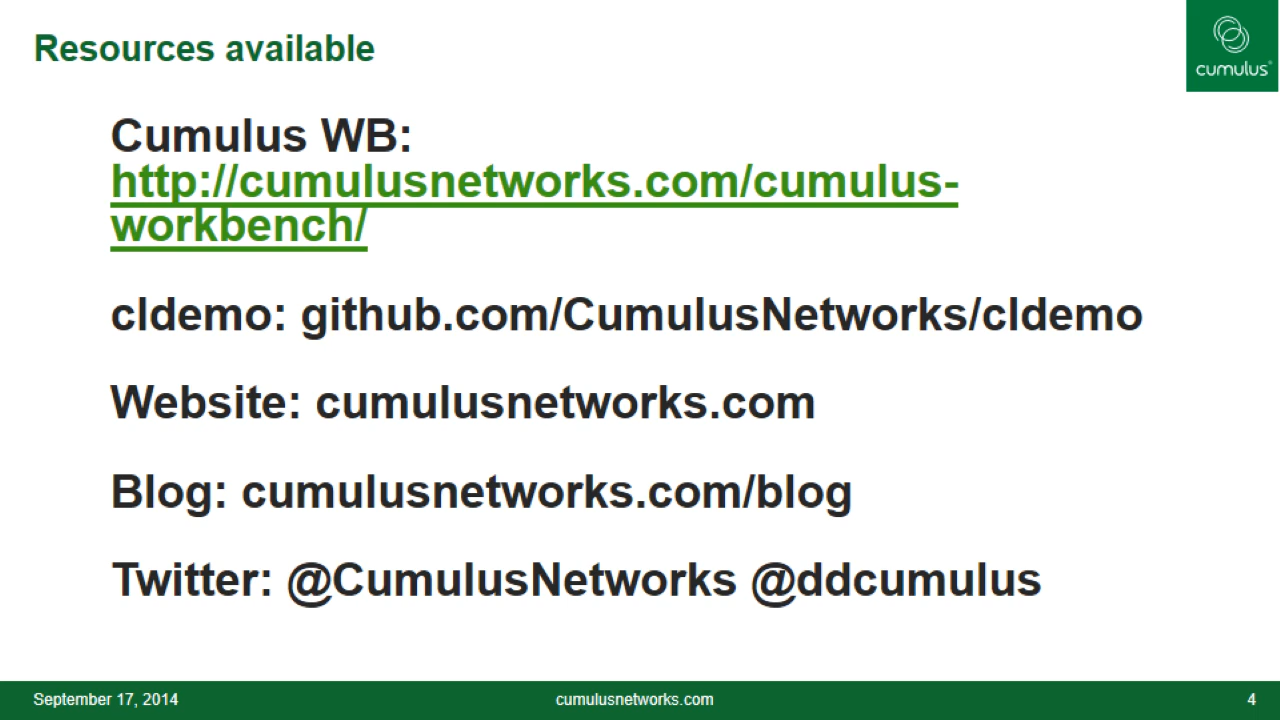 Resources available
cumulus®
Cumulus WB:
http://cumulusnetworks.com/cumulus-
workbench/
cldemo: github.com/CumulusNetworks/cldemo
Website: cumulusnetworks.com
Blog: cumulusnetworks.com/blog
Twitter: @CumulusNetworks @ddcumulus
September 17, 2014
cumulusnetworks.com
4